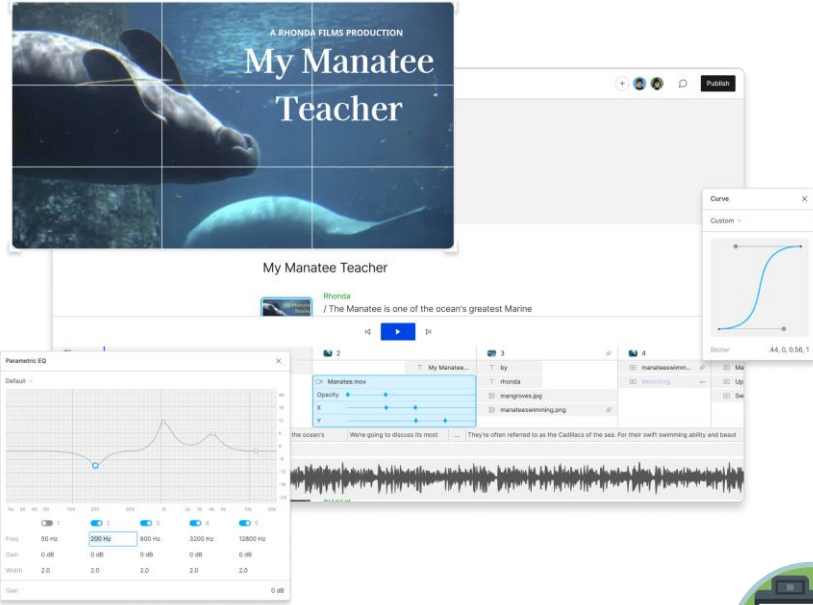 A RHONDA FILMS PRODUCTION
My Manatee
Teacher
Publish
Curve
Custom
Bezier
.44, 0, 0.56, 1
My Manatee Teacher
Rhonda
/ The Manatee is one of the ocean's greatest Marine
2
3
4
T My Manatee...
T by
manateeswimm...
Ma
Manatee.mov
T rhonda
Recording
Up
Opacity
mangroves.jpg
Sw
X
manateeswimming.png
Y
the ocean's
We're going to discuss its most
...
They're often referred to as the Cadillacs of the sea. For their swift swimming ability and beaut
Parametric EQ
Default
1
2
3
4
5
Freq
50 Hz
200 Hz
800 Hz
3200 Hz
12800 Hz
Gain
0 dB
0 dB
0 dB
0 dB
0 dB
Width
2.0
2.0
2.0
2.0
2.0
Gain
0 dB